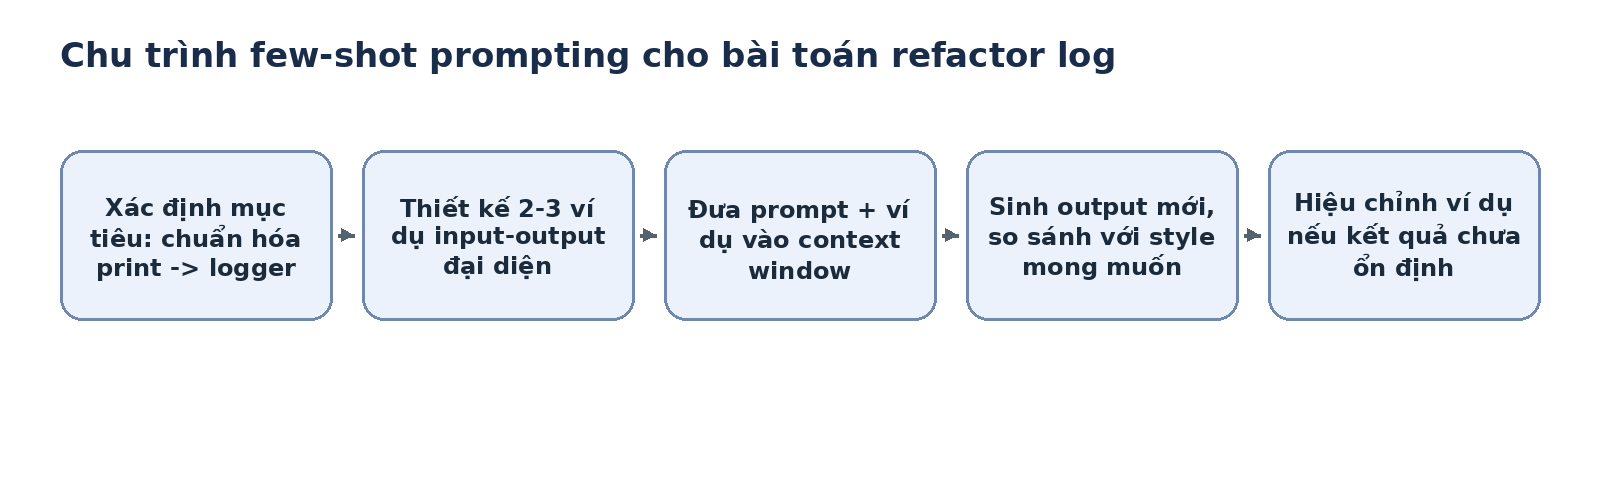 Chu trình few-shot prompting cho bài toán refactor log
Xác định mục
tiêu: chuẩn hóa
print -> logger
Thiết kế 2-3 ví
dụ input-output
đại diện
Đưa prompt + ví
dụ vào context
window
Sinh output mới,
so sánh với style
mong muốn
Hiệu chỉnh ví dụ
nếu kết quả chưa
ổn định